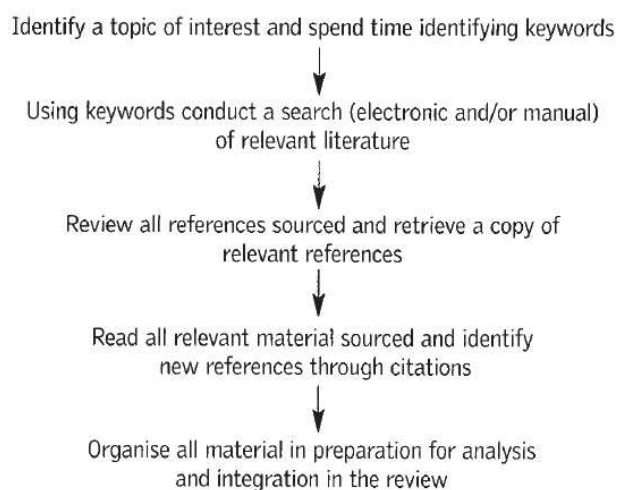 Identify a topic of interest and spend time identifying keywords
Using keywords conduct a search (electronic and/or manual)
of relevant literature
Review all references sourced and retrieve a copy of
relevant references
Read all relevant material sourced and identify
new references through citations
Organise all material in preparation for analysis
and integration in the review